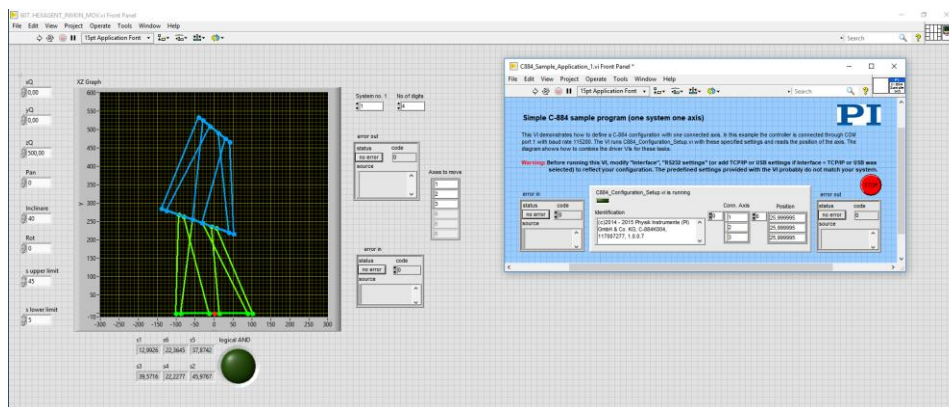 607_HEXAGENT_PIMKIN_MOV.vi Front Panel
File Edit View Project Operate Tools Window Help
15pt Application Font
Search
xQ
0,00
yQ
0,00
zQ
500,00
Pan
0
Inclinare
40
Rot
0
s upper limit
45
s lower limit
5
XZ Graph
Y
600-
550-
500-
450-
400-
350-
300-
250-
200-
150-
100-
50-
10-
-300 -250 -200 -150 -100 -50 0 50 100 150 200 250 300
s1 s6 s5 logical AND
12,9926 22,3645 37,8742
s3 s4 s2
39,5716 22,2277 45,9767
System no. 1 No of digits
1 4
error out
status code
no error 0
source
Axes to move
1
2
3
error in
status code
no error 0
source
C884_Sample_Application_1.vi Front Panel *
File Edit View Project Operate Tools Window Help
15pt Application Font
Search
PI
Simple C-884 sample program (one system one axis)
This VI demonstrates how to define a C-884 configuration with one connected axis. In this example the controller is connected through COM
port 1 with baud rate 115200. The VI runs C884_Configuration_Setup.vi with these specified settings and reads the position of the axis. The
diagram shows how to combine the driver VIs for these tasks.
Warning: Before running this VI, modify "Interface", "RS232 settings" (or add TCP/IP or USB settings if Interface = TCP/IP or USB was
selected) to reflect your configuration. The predefined settings provided with the VI probably do not match your system.
STOP
error in
status code
no error 0
source
C884_Configuration_Setup.vi is running
Identification
(c)2014 - 2015 Physik Instrumente (PI)
GmbH & Co. KG, C-884K004,
117007277, 1.0.0.7
Conn. Axis Position
0 1 0 25,999995
2 25,999995
3 25,999995
error out
status code
no error 0
source